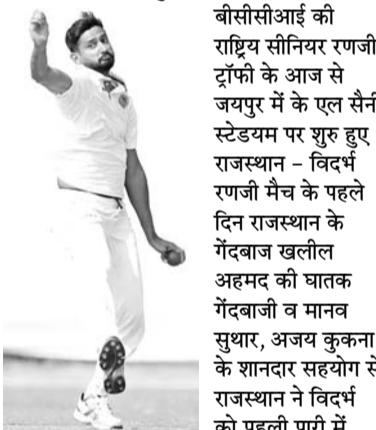 बीसीसीआई की
राष्ट्रिय सीनियर रणजी
ट्रॉफी के आज से
जयपुर में के एल सैनी
स्टेडयम पर शुरु हुए
राजस्थान – विदर्भ
रणजी मैच के पहले
दिन राजस्थान के
गेंदबाज खलील
अहमद की घातक
गेंदबाजी व मानव
सुथार, अजय कुकना
के शानदार सहयोग से
राजस्थान ने विदर्भ
को पहली पारी में